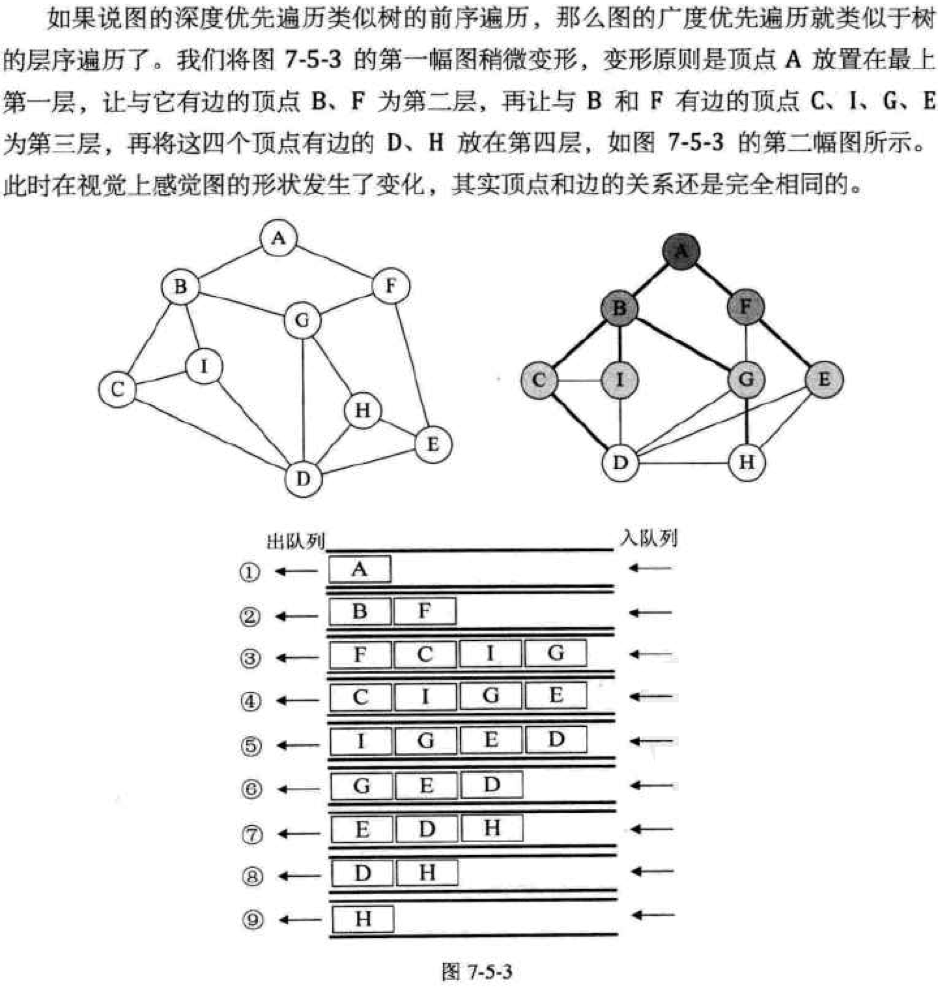 如果说图的深度优先遍历类似树的前序遍历，那么图的广度优先遍历就类似于树
的层序遍历了。我们将图 7-5-3 的第一幅图稍微变形，变形原则是顶点 A 放置在最上
第一层，让与它有边的顶点 B、F 为第二层，再让与 B 和 F 有边的顶点 C、I、G、E
为第三层，再将这四个顶点有边的 D、H 放在第四层，如图 7-5-3 的第二幅图所示。
此时在视觉上感觉图的形状发生了变化，其实顶点和边的关系还是完全相同的。
A
B
F
G
I
C
H
E
D
A
B
F
C
I
G
E
D
H
出队列
入队列
① A
② B F
③ F C I G
④ C I G E
⑤ I G E D
⑥ G E D
⑦ E D H
⑧ D H
⑨ H
图 7-5-3